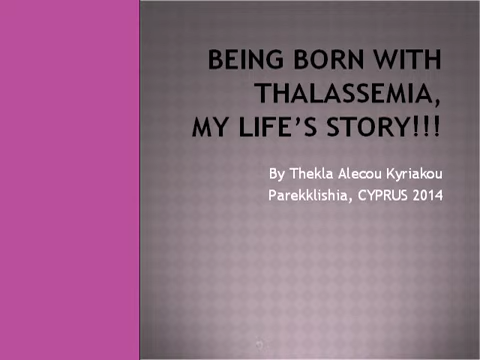 BEING BORN WITH
THALASSEMIA,
MY LIFE’S STORY!!!
By Thekla Alecou Kyriakou
Parekklishia, CYPRUS 2014